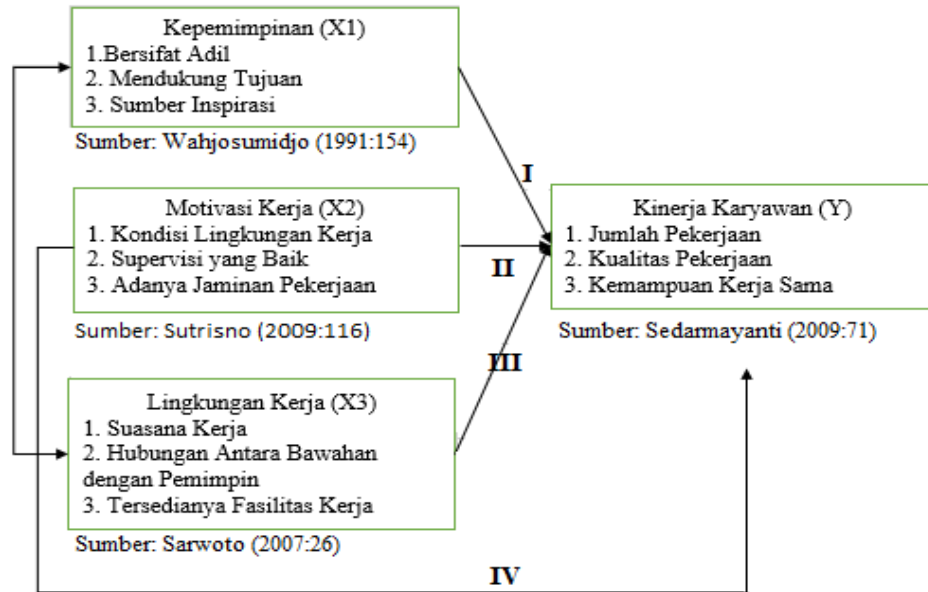 Kepemimpinan (X1)
1.Bersifat Adil
2. Mendukung Tujuan
3. Sumber Inspirasi
Sumber: Wahjosumidjo (1991:154)
I
Motivasi Kerja (X2)
1. Kondisi Lingkungan Kerja
2. Supervisi yang Baik
3. Adanya Jaminan Pekerjaan
Sumber: Sutrisno (2009:116)
II
Kinerja Karyawan (Y)
1. Jumlah Pekerjaan
2. Kualitas Pekerjaan
3. Kemampuan Kerja Sama
Sumber: Sedarmayanti (2009:71)
III
Lingkungan Kerja (X3)
1. Suasana Kerja
2. Hubungan Antara Bawahan
dengan Pemimpin
3. Tersedianya Fasilitas Kerja
Sumber: Sarwoto (2007:26)
IV